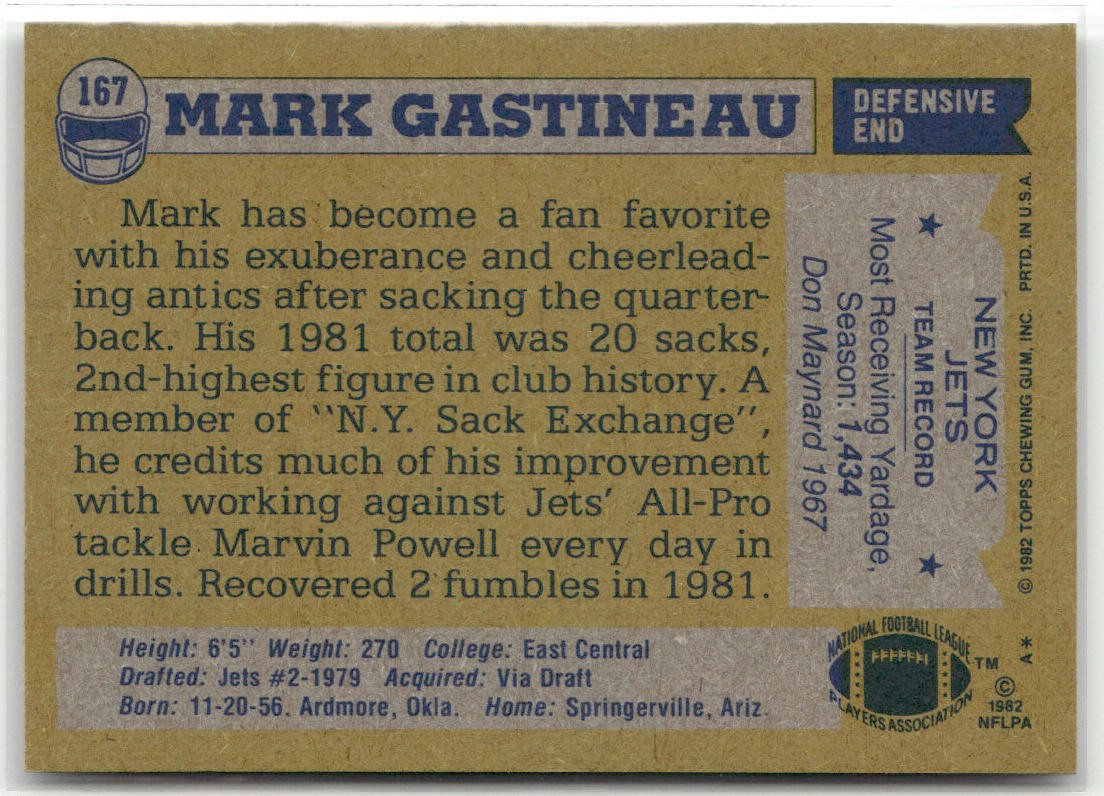 167
MARK GASTINEAU
DEFENSIVE
END
Mark has become a fan favorite
with his exuberance and cheerlead-
ing antics after sacking the quarter-
back. His 1981 total was 20 sacks,
2nd-highest figure in club history. A
member of "N.Y. Sack Exchange",
he credits much of his improvement
with working against Jets' All-Pro
tackle Marvin Powell every day in
drills. Recovered 2 fumbles in 1981.
NEW YORK
JETS
★ TEAM RECORD ★
Most Receiving Yardage,
Season: 1,434
Don Maynard 1967
© 1982 TOPPS CHEWING GUM, INC. PRTD. IN U.S.A.
A*
Height: 6'5" Weight: 270 College: East Central
Drafted: Jets #2-1979 Acquired: Via Draft
Born: 11-20-56. Ardmore, Okla. Home: Springerville, Ariz.
NATIONAL FOOTBALL LEAGUE
PLAYERS ASSOCIATION
TM
©
1982
NFLPA